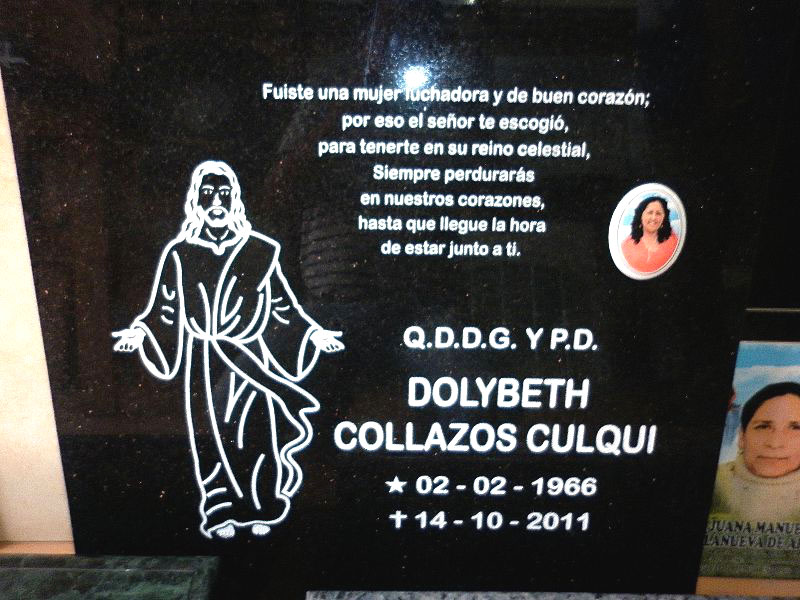 Fuiste una mujer luchadora y de buen corazón;
por eso el señor te escogió,
para tenerte en su reino celestial,
Siempre perdurarás
en nuestros corazones,
hasta que llegue la hora
de estar junto a ti.
Q.D.D.G. Y P.D.
DOLYBETH
COLLAZOS CULQUI
★ 02 - 02 - 1966
✝ 14 - 10 - 2011
JUANA
DE